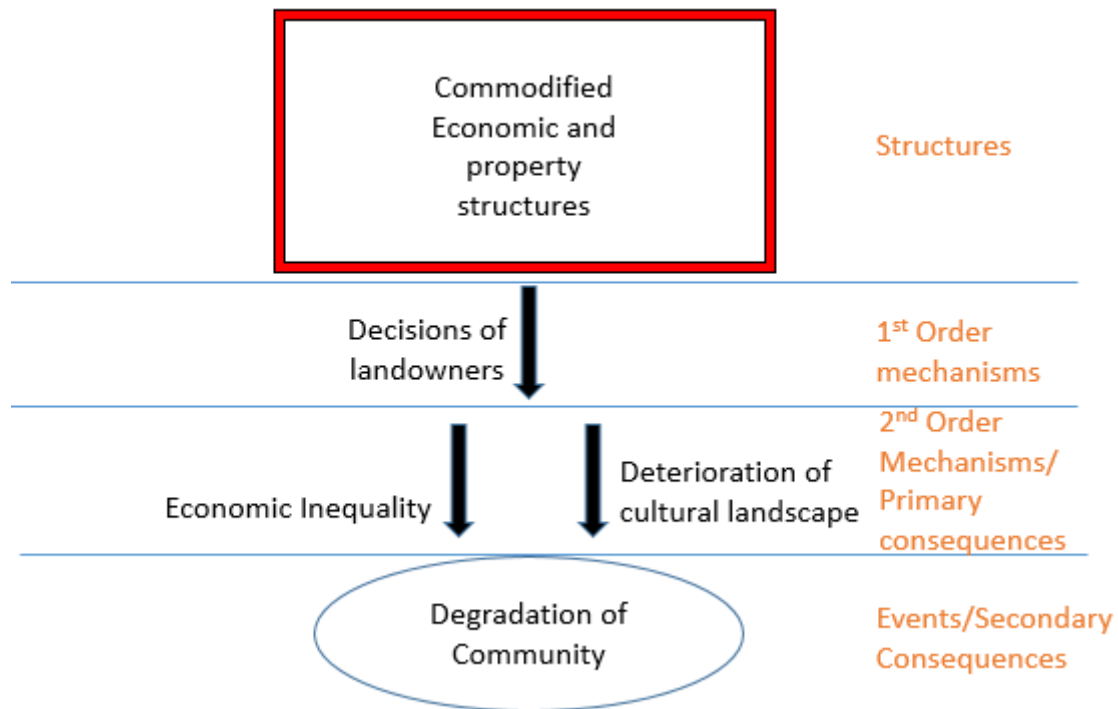 Commodified
Economic and
property
structures
Structures
Decisions of
landowners
1st Order
mechanisms
2nd Order
Mechanisms/
Primary
consequences
Economic Inequality
Deterioration of
cultural landscape
Degradation of
Community
Events/Secondary
Consequences